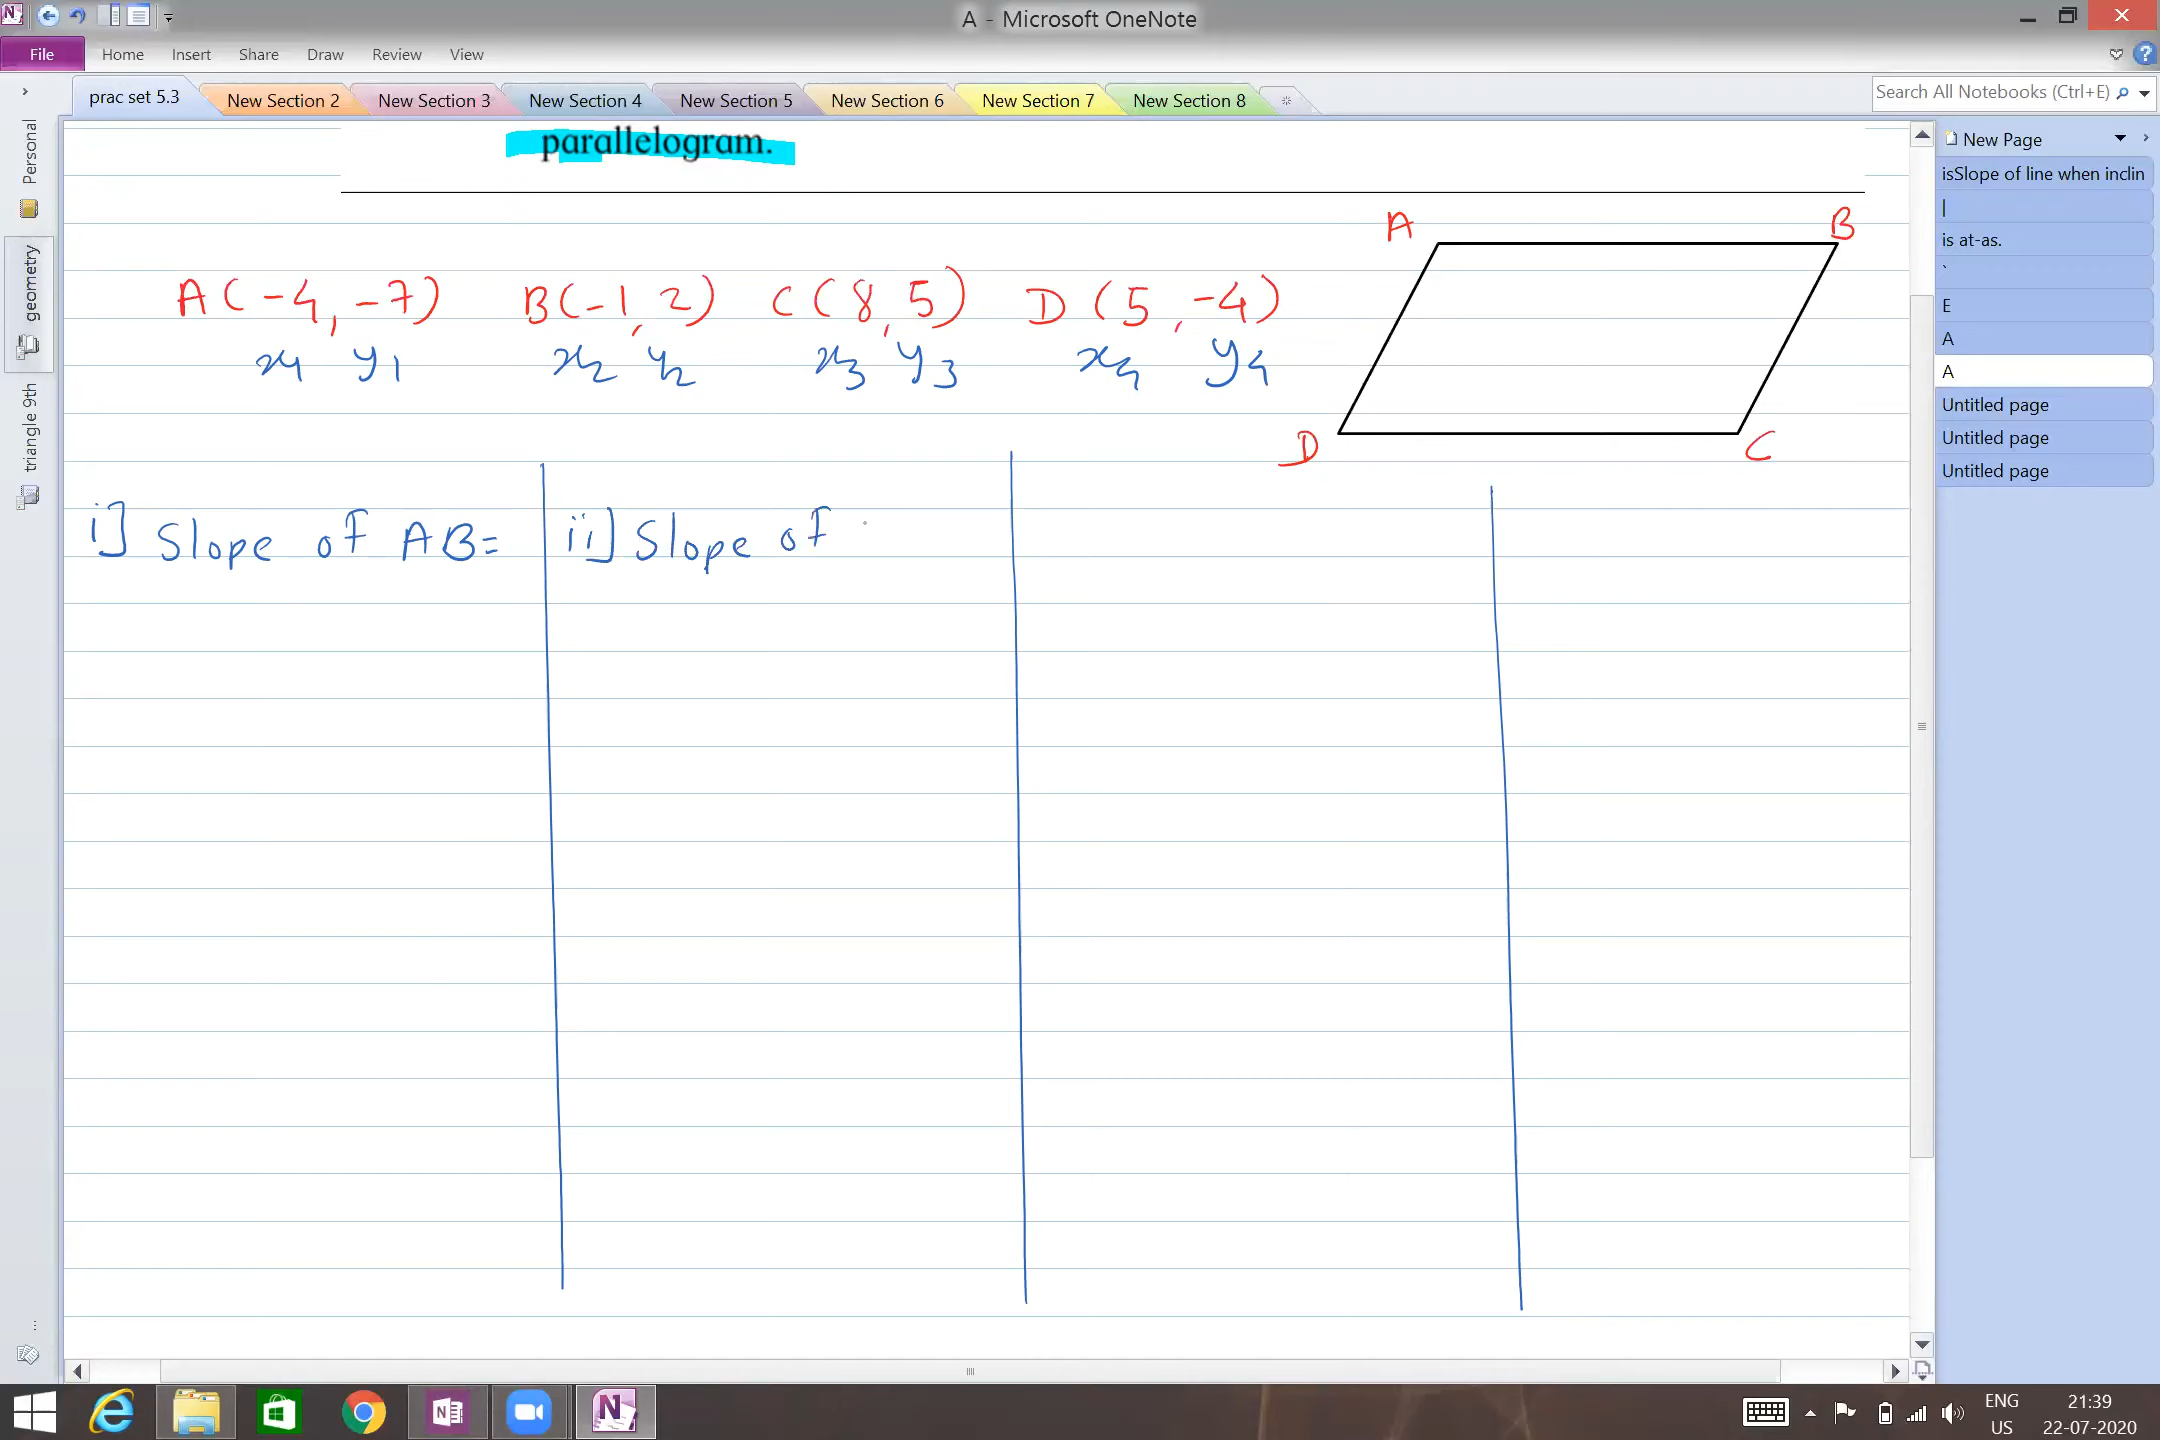 A - Microsoft OneNote
File Home Insert Share Draw Review View
prac set 5.3 New Section 2 New Section 3 New Section 4 New Section 5 New Section 6 New Section 7 New Section 8
Search All Notebooks (Ctrl+E)
Personal
geometry
triangle 9th
parallelogram.
A B
D C
A(-4, -7) B(-1, 2) C(8, 5) D(5, -4)
x1 y1 x2 y2 x3 y3 x4 y4
i] Slope of AB= ii] Slope of
New Page
isSlope of line when inclin
|
is at-as.
`
E
A
A
Untitled page
Untitled page
Untitled page
ENG
US
21:39
22-07-2020